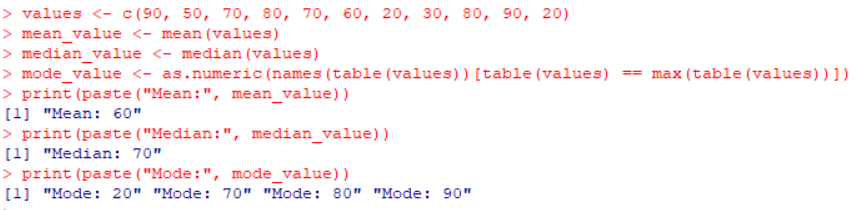 > values <- c(90, 50, 70, 80, 70, 60, 20, 30, 80, 90, 20)
> mean_value <- mean(values)
> median_value <- median(values)
> mode_value <- as.numeric(names(table(values))[table(values) == max(table(values))])
> print(paste("Mean:", mean_value))
[1] "Mean: 60"
> print(paste("Median:", median_value))
[1] "Median: 70"
> print(paste("Mode:", mode_value))
[1] "Mode: 20" "Mode: 70" "Mode: 80" "Mode: 90"